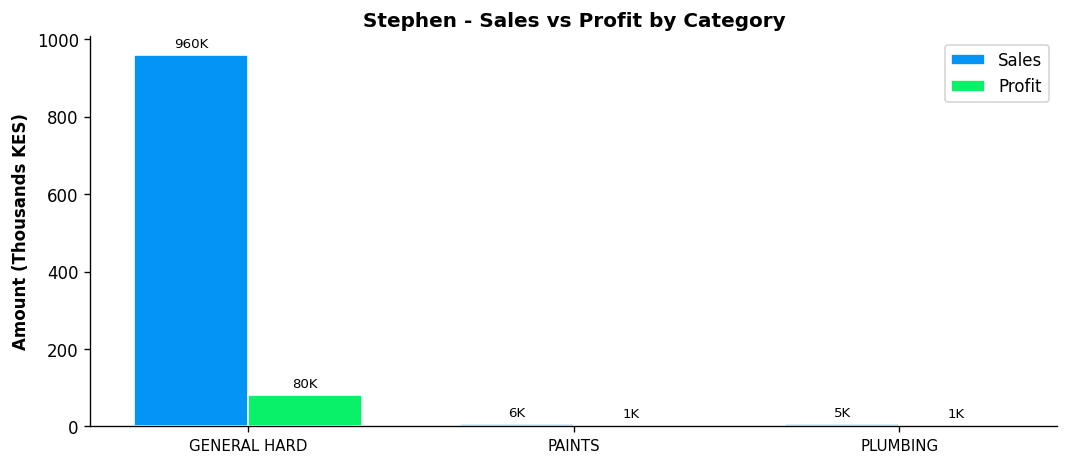 Stephen - Sales vs Profit by Category
Amount (Thousands KES)
1000
800
600
400
200
0
960K
80K
6K
1K
5K
1K
GENERAL HARD
PAINTS
PLUMBING
Sales
Profit